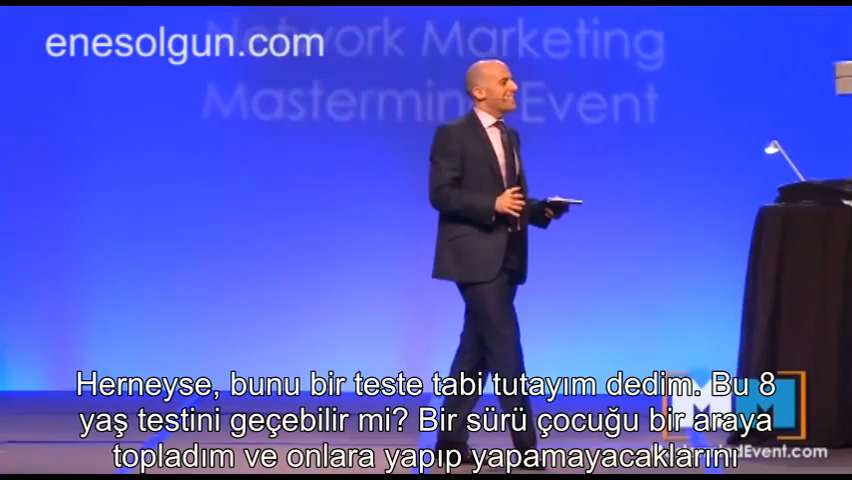 enesolgun.com
Network Marketing
Mastermind Event
Herneyse, bunu bir teste tabi tutayım dedim. Bu 8
yaş testini geçebilir mi? Bir sürü çocuğu bir araya
topladım ve onlara yapıp yapamayacaklarını
Event.com